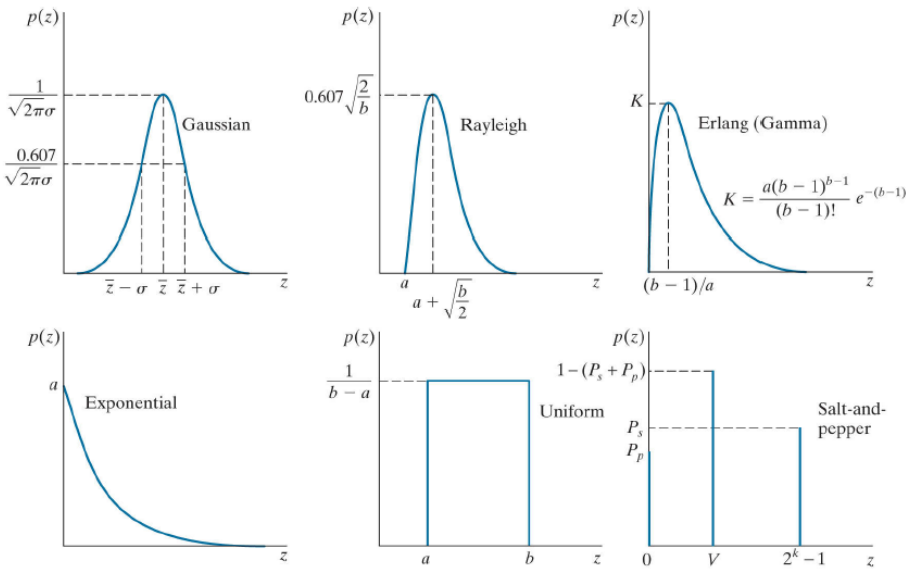 p(z)
1/√2πσ
Gaussian
0.607/√2πσ
z̄ − σ z̄ z̄ + σ z
p(z)
0.607√2/b
Rayleigh
a
a + √b/2
z
p(z)
K
Erlang (Gamma)
K = a(b − 1)^{b−1}/(b − 1)! e^{−(b−1)}
(b − 1)/a z
p(z)
a
Exponential
z
p(z)
1/b − a
Uniform
a b z
p(z)
1−(P_s + P_p)
Salt-and-
pepper
P_s
P_p
0 V 2^k − 1 z